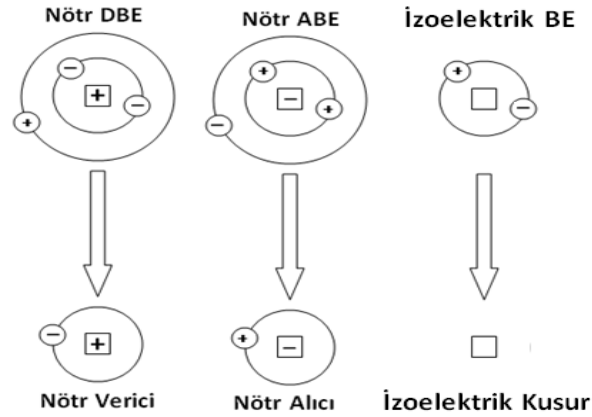 Nötr DBE
Nötr ABE
İzoelektrik BE
Nötr Verici
Nötr Alıcı
İzoelektrik Kusur